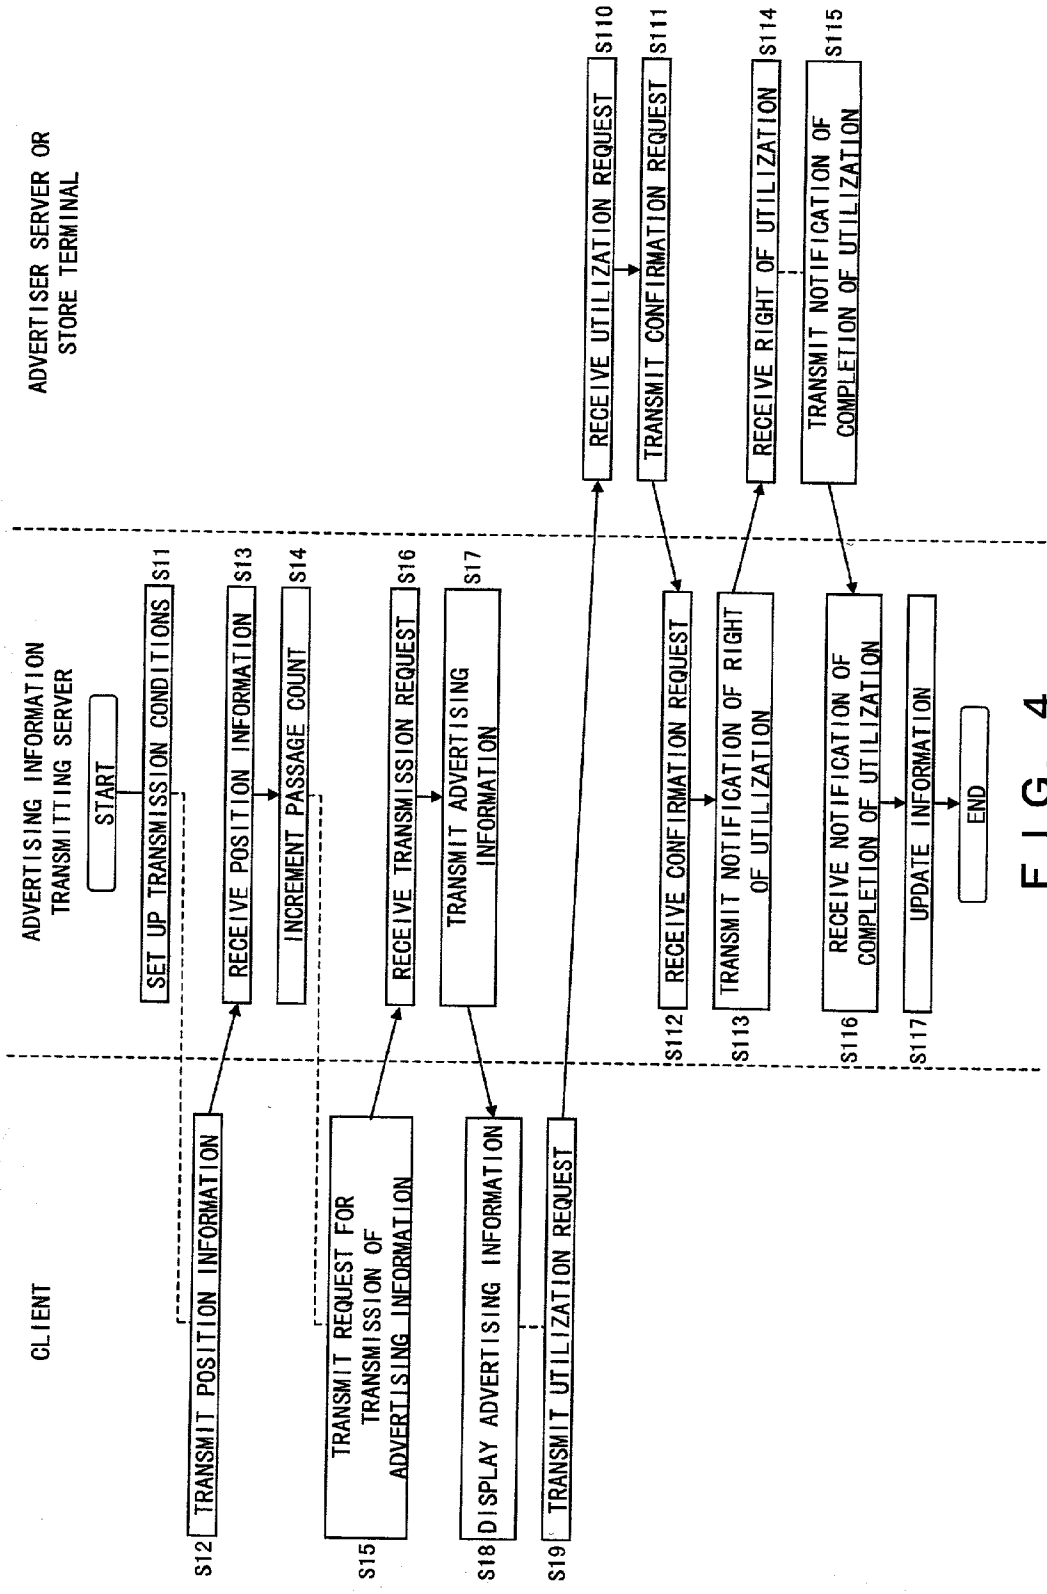 CLIENT
ADVERTISING INFORMATION
TRANSMITTING SERVER
ADVERTISER SERVER OR
STORE TERMINAL
START
SET UP TRANSMISSION CONDITIONS
S11
S12
TRANSMIT POSITION INFORMATION
RECEIVE POSITION INFORMATION
S13
INCREMENT PASSAGE COUNT
S14
S15
TRANSMIT REQUEST FOR
TRANSMISSION OF
ADVERTISING INFORMATION
RECEIVE TRANSMISSION REQUEST
S16
TRANSMIT ADVERTISING
INFORMATION
S17
S18
DISPLAY ADVERTISING INFORMATION
S19
TRANSMIT UTILIZATION REQUEST
RECEIVE UTILIZATION REQUEST
S110
TRANSMIT CONFIRMATION REQUEST
S111
S112
RECEIVE CONFIRMATION REQUEST
S113
TRANSMIT NOTIFICATION OF RIGHT
OF UTILIZATION
RECEIVE RIGHT OF UTILIZATION
S114
TRANSMIT NOTIFICATION OF
COMPLETION OF UTILIZATION
S115
S116
RECEIVE NOTIFICATION OF
COMPLETION OF UTILIZATION
S117
UPDATE INFORMATION
END
FIG. 4